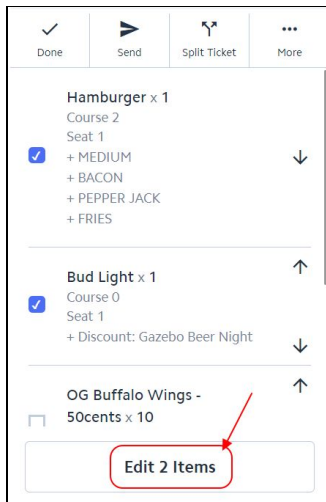 Done
Send
Split Ticket
More
Hamburger x 1
Course 2
Seat 1
+ MEDIUM
+ BACON
+ PEPPER JACK
+ FRIES
Bud Light x 1
Course 0
Seat 1
+ Discount: Gazebo Beer Night
OG Buffalo Wings -
50cents x 10
Edit 2 Items